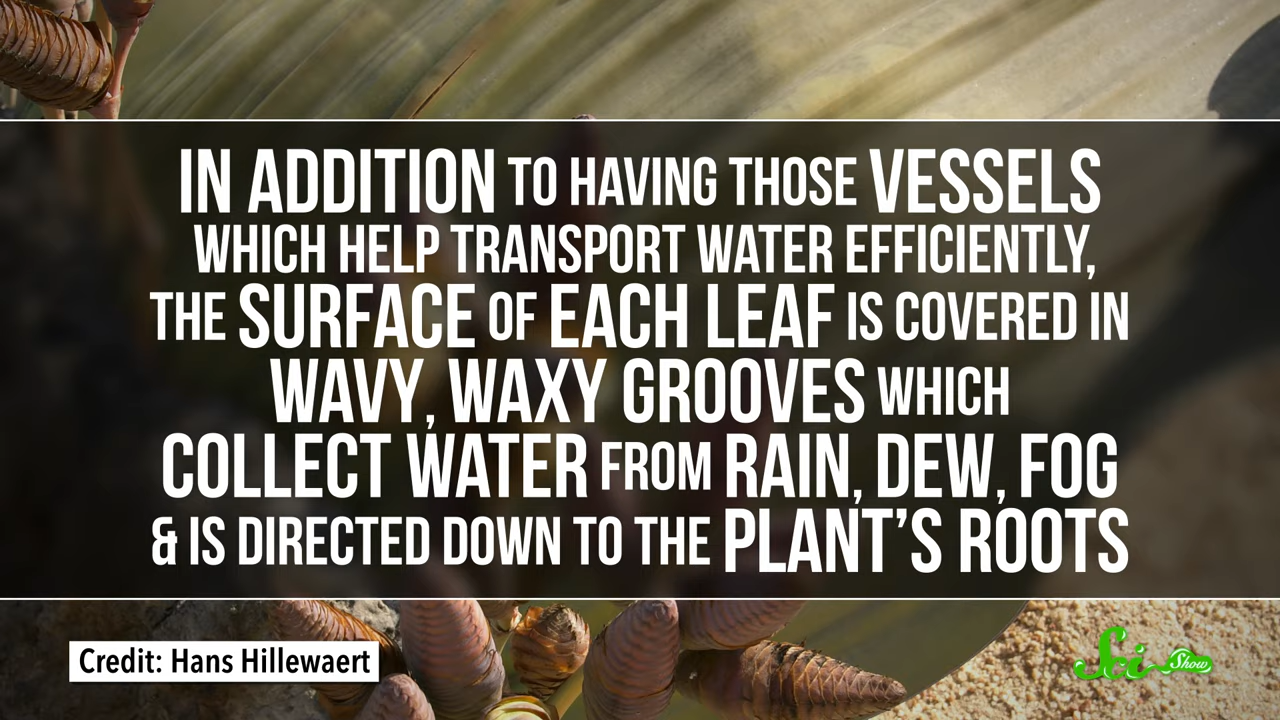 IN ADDITION TO HAVING THOSE VESSELS
WHICH HELP TRANSPORT WATER EFFICIENTLY,
THE SURFACE OF EACH LEAF IS COVERED IN
WAVY, WAXY GROOVES WHICH
COLLECT WATER FROM RAIN, DEW, FOG
& IS DIRECTED DOWN TO THE PLANT'S ROOTS
Credit: Hans Hillewaert
Sci Show